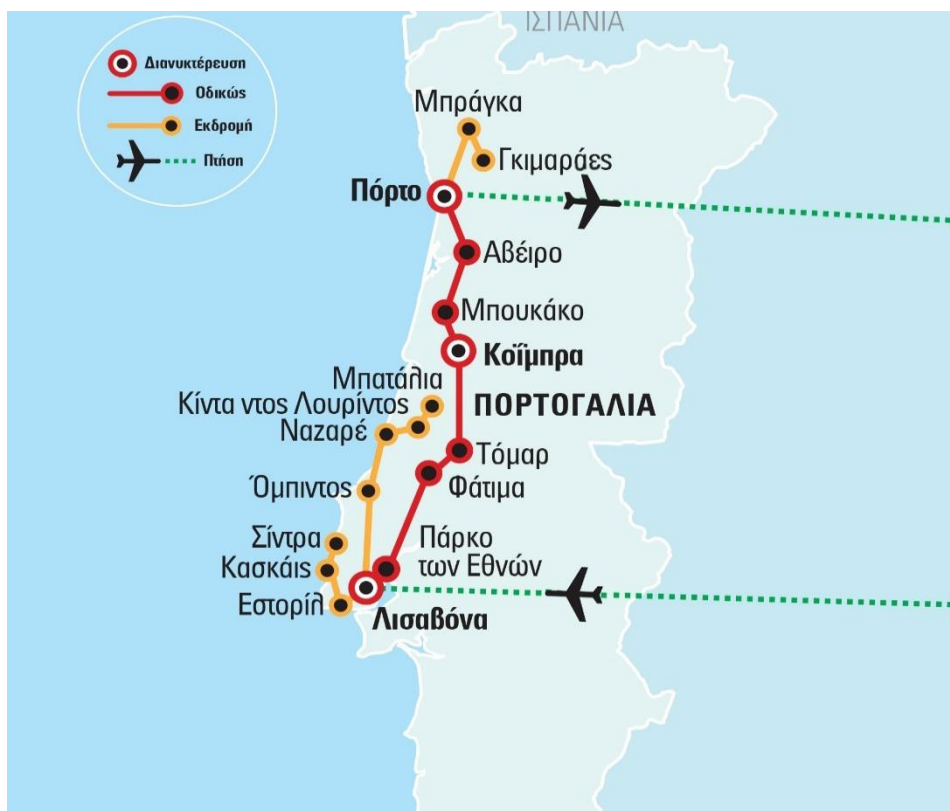 ΙΣΠΑΝΙΑ
Διανυκτέρευση
Οδικώς
Εκδρομή
Πτήση
Μπράγκα
Γκιμαράες
Πόρτο
Αβέιρο
Μπουκάκο
Κοΐμπρα
Μπατάλια
Κίντα ντος Λουρίντος
ΠΟΡΤΟΓΑΛΙΑ
Ναζαρέ
Τόμαρ
Φάτιμα
Όμπιντος
Σίντρα
Πάρκο
των Εθνών
Κασκάις
Εστορίλ
Λισαβόνα